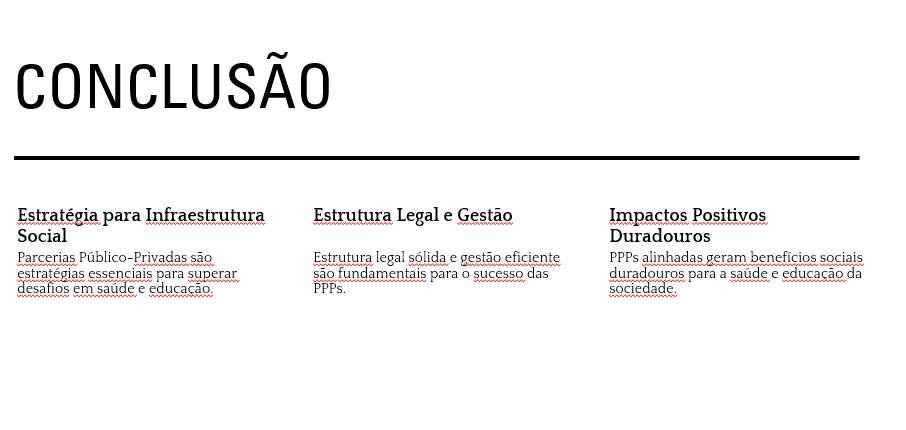 CONCLUSÃO
Estratégia para Infraestrutura
Social
Parcerias Público-Privadas são
estratégias essenciais para superar
desafios em saúde e educação.
Estrutura Legal e Gestão
Estrutura legal sólida e gestão eficiente
são fundamentais para o sucesso das
PPPs.
Impactos Positivos
Duradouros
PPPs alinhadas geram benefícios sociais
duradouros para a saúde e educação da
sociedade.